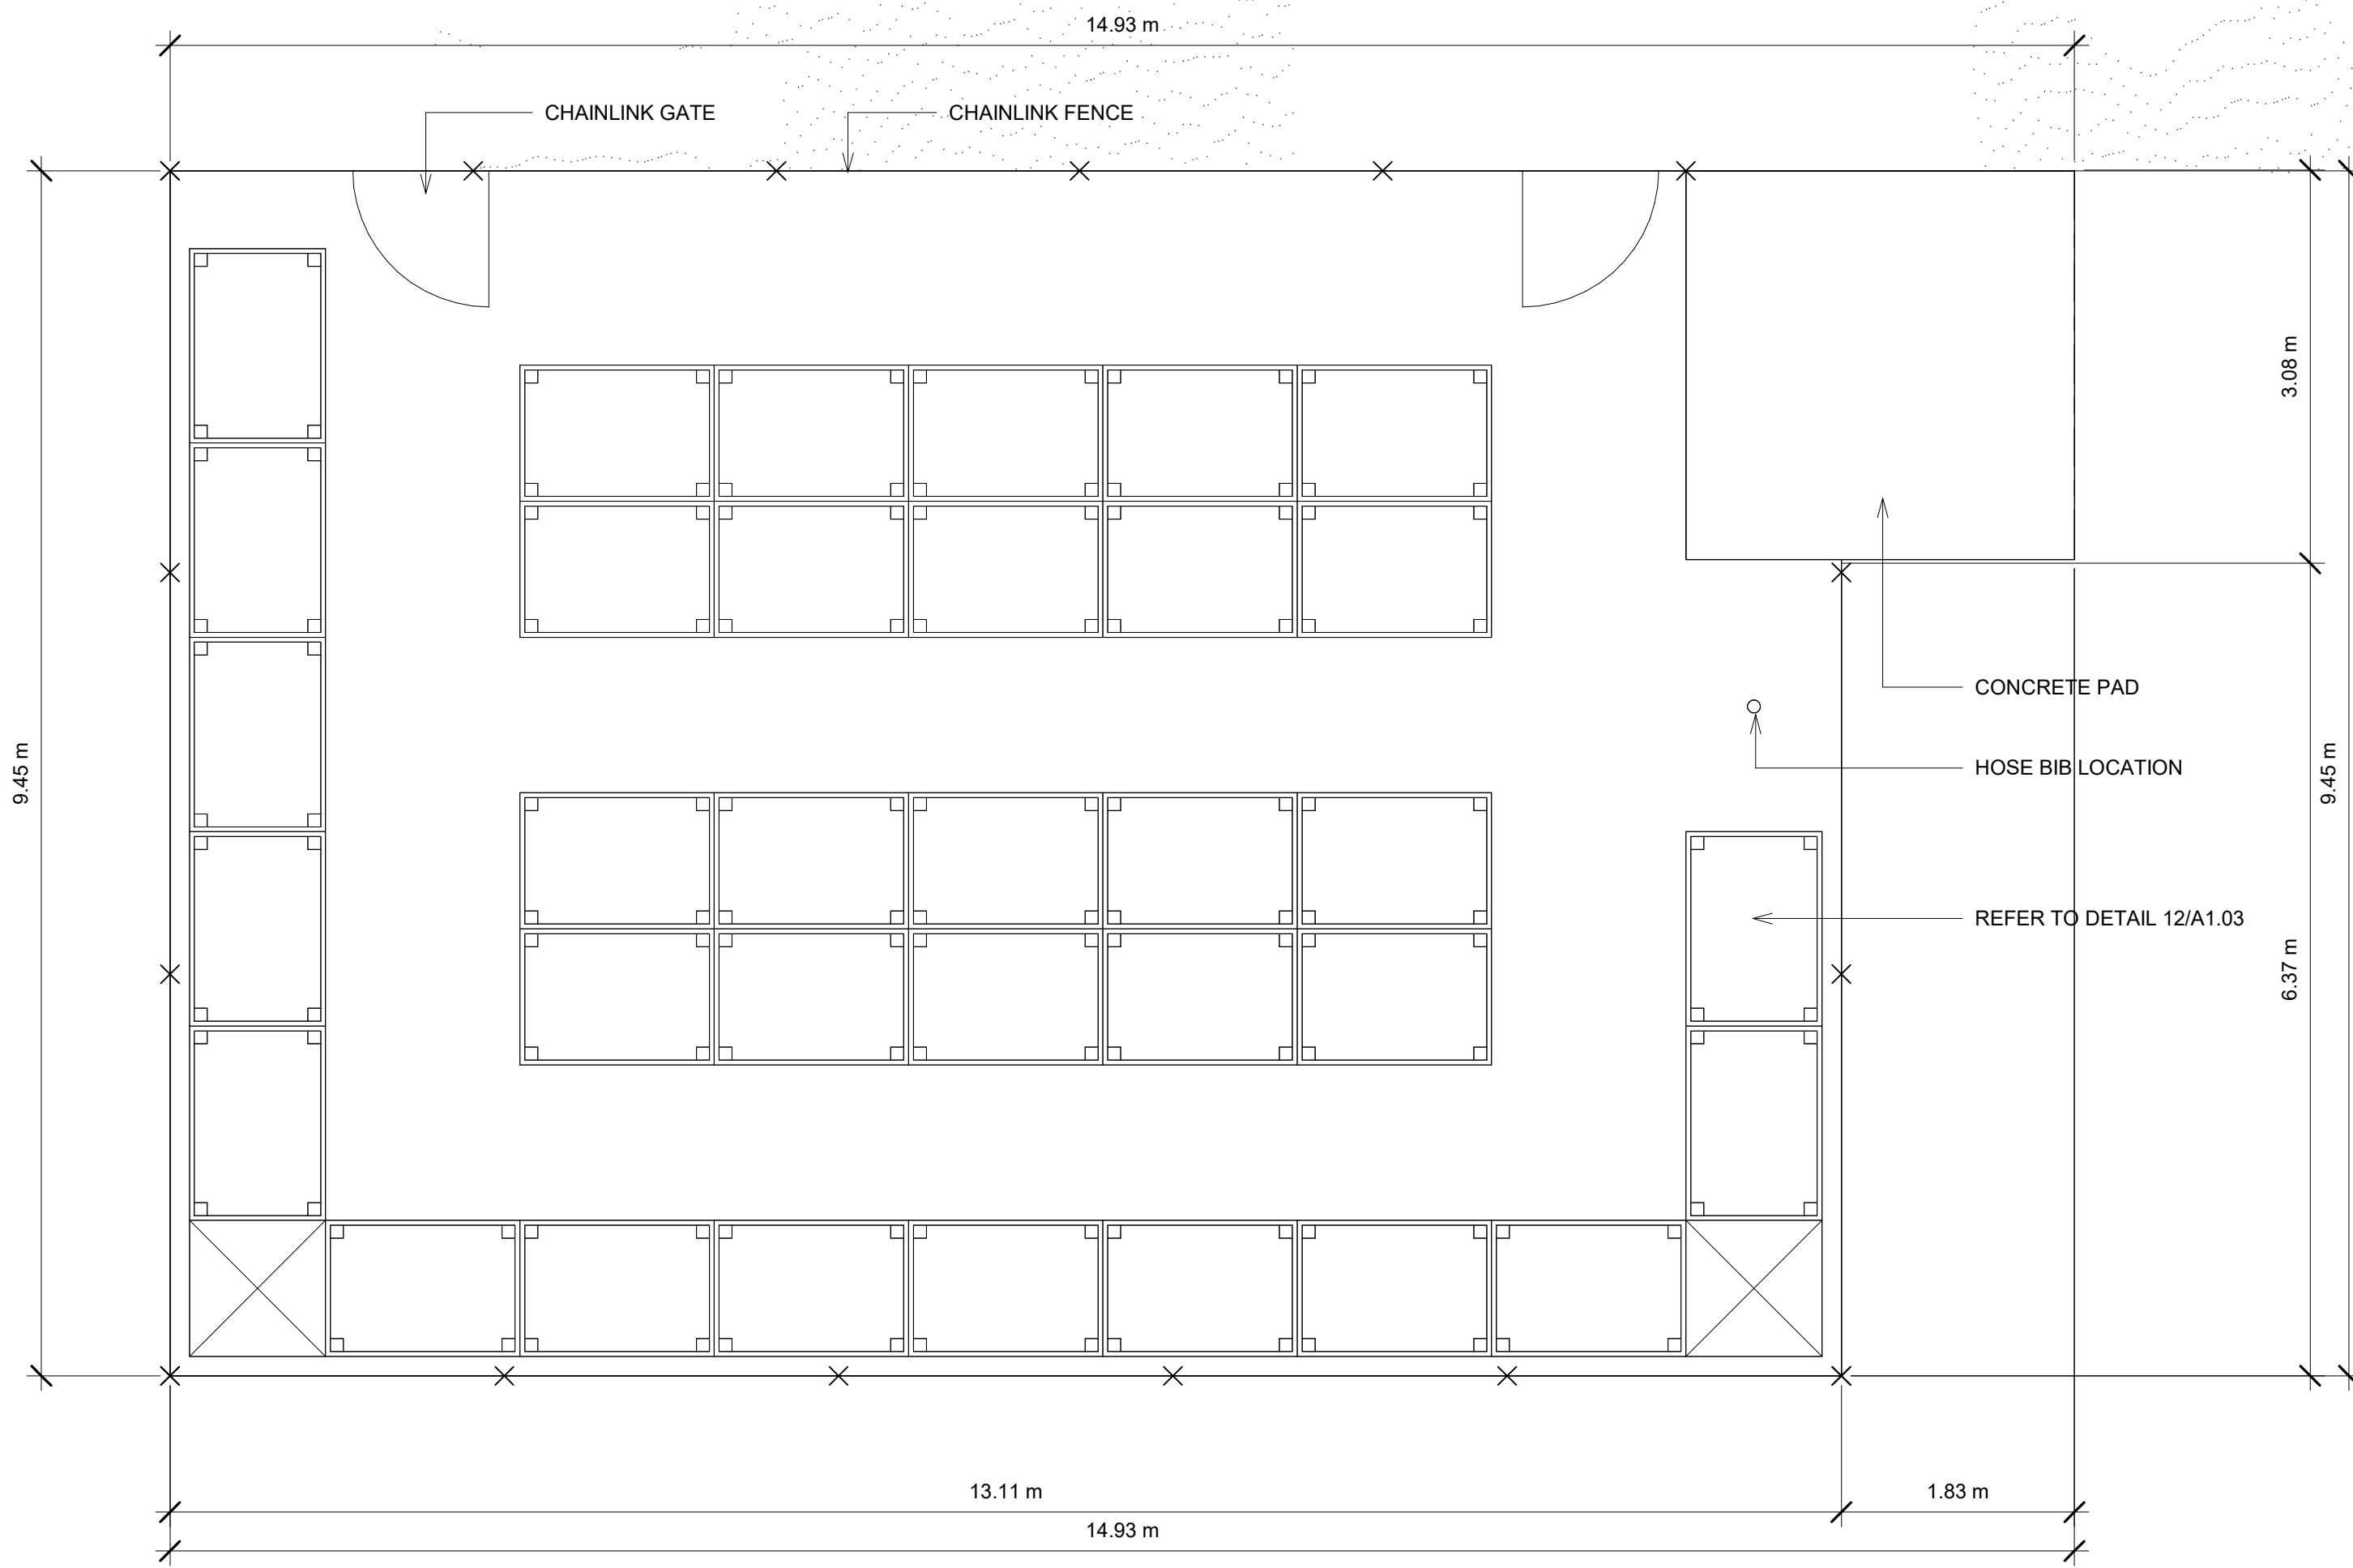 14.93 m
CHAINLINK GATE
CHAINLINK FENCE
3.08 m
CONCRETE PAD
HOSE BIB LOCATION
9.45 m
9.45 m
REFER TO DETAIL 12/A1.03
6.37 m
13.11 m
1.83 m
14.93 m